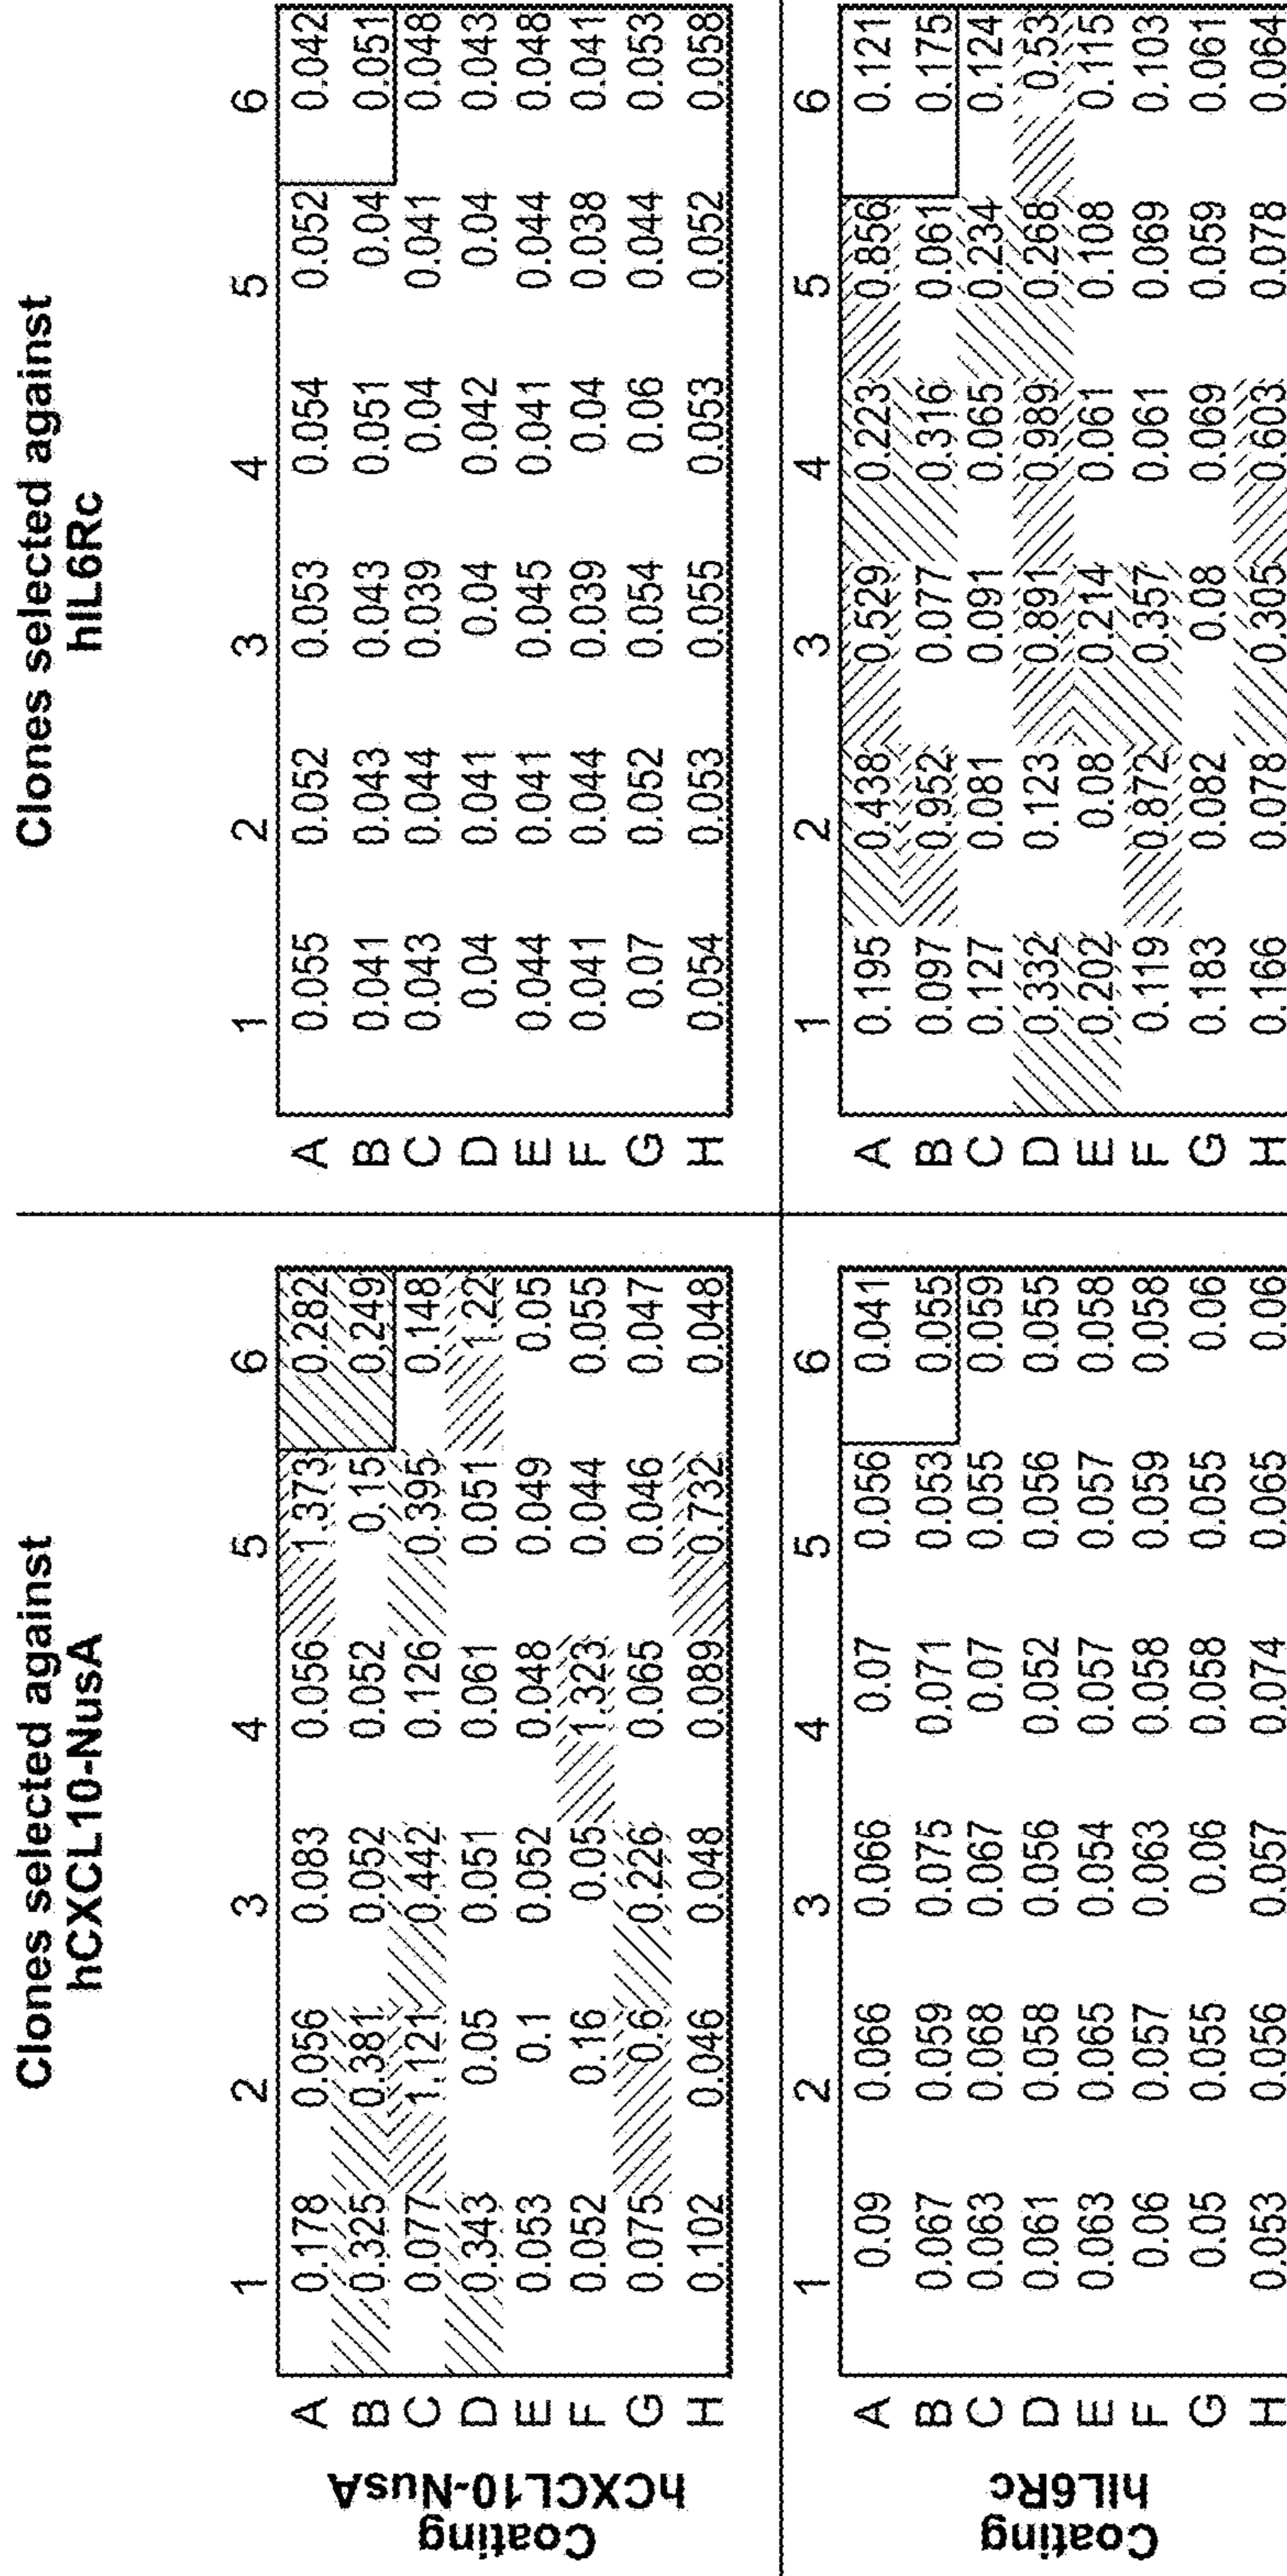 Clones selected against
hCXCL10-NusA
Coating
hCXCL10-NusA
1 2 3 4 5 6
A 0.178 0.056 0.083 0.056 1.373 0.282
B 0.325 0.381 0.052 0.052 0.15 0.249
C 0.077 1.121 0.442 0.126 0.395 0.148
D 0.343 0.05 0.051 0.061 0.051 1.22
E 0.053 0.1 0.052 0.048 0.049 0.05
F 0.052 0.16 0.05 1.323 0.044 0.055
G 0.075 0.6 0.226 0.065 0.046 0.047
H 0.102 0.046 0.048 0.089 0.732 0.048
Clones selected against
hIL6Rc
1 2 3 4 5 6
A 0.055 0.052 0.053 0.054 0.052 0.042
B 0.041 0.043 0.043 0.051 0.04 0.051
C 0.043 0.044 0.039 0.04 0.041 0.048
D 0.04 0.041 0.04 0.042 0.04 0.043
E 0.044 0.041 0.045 0.041 0.044 0.048
F 0.041 0.044 0.039 0.04 0.038 0.041
G 0.07 0.052 0.054 0.06 0.044 0.053
H 0.054 0.053 0.055 0.053 0.052 0.058
Coating
hIL6Rc
1 2 3 4 5 6
A 0.09 0.066 0.066 0.07 0.056 0.041
B 0.067 0.059 0.075 0.071 0.053 0.055
C 0.063 0.068 0.067 0.07 0.055 0.059
D 0.061 0.058 0.056 0.052 0.056 0.055
E 0.063 0.065 0.054 0.057 0.057 0.058
F 0.06 0.057 0.063 0.058 0.059 0.058
G 0.05 0.055 0.06 0.058 0.055 0.06
H 0.053 0.056 0.057 0.074 0.065 0.06
1 2 3 4 5 6
A 0.195 0.438 0.529 0.223 0.856 0.121
B 0.097 0.952 0.077 0.316 0.061 0.175
C 0.127 0.081 0.091 0.065 0.234 0.124
D 0.332 0.123 0.891 0.989 0.268 0.53
E 0.202 0.08 0.214 0.061 0.108 0.115
F 0.119 0.872 0.357 0.061 0.069 0.103
G 0.183 0.082 0.08 0.069 0.059 0.061
H 0.166 0.078 0.305 0.603 0.078 0.064